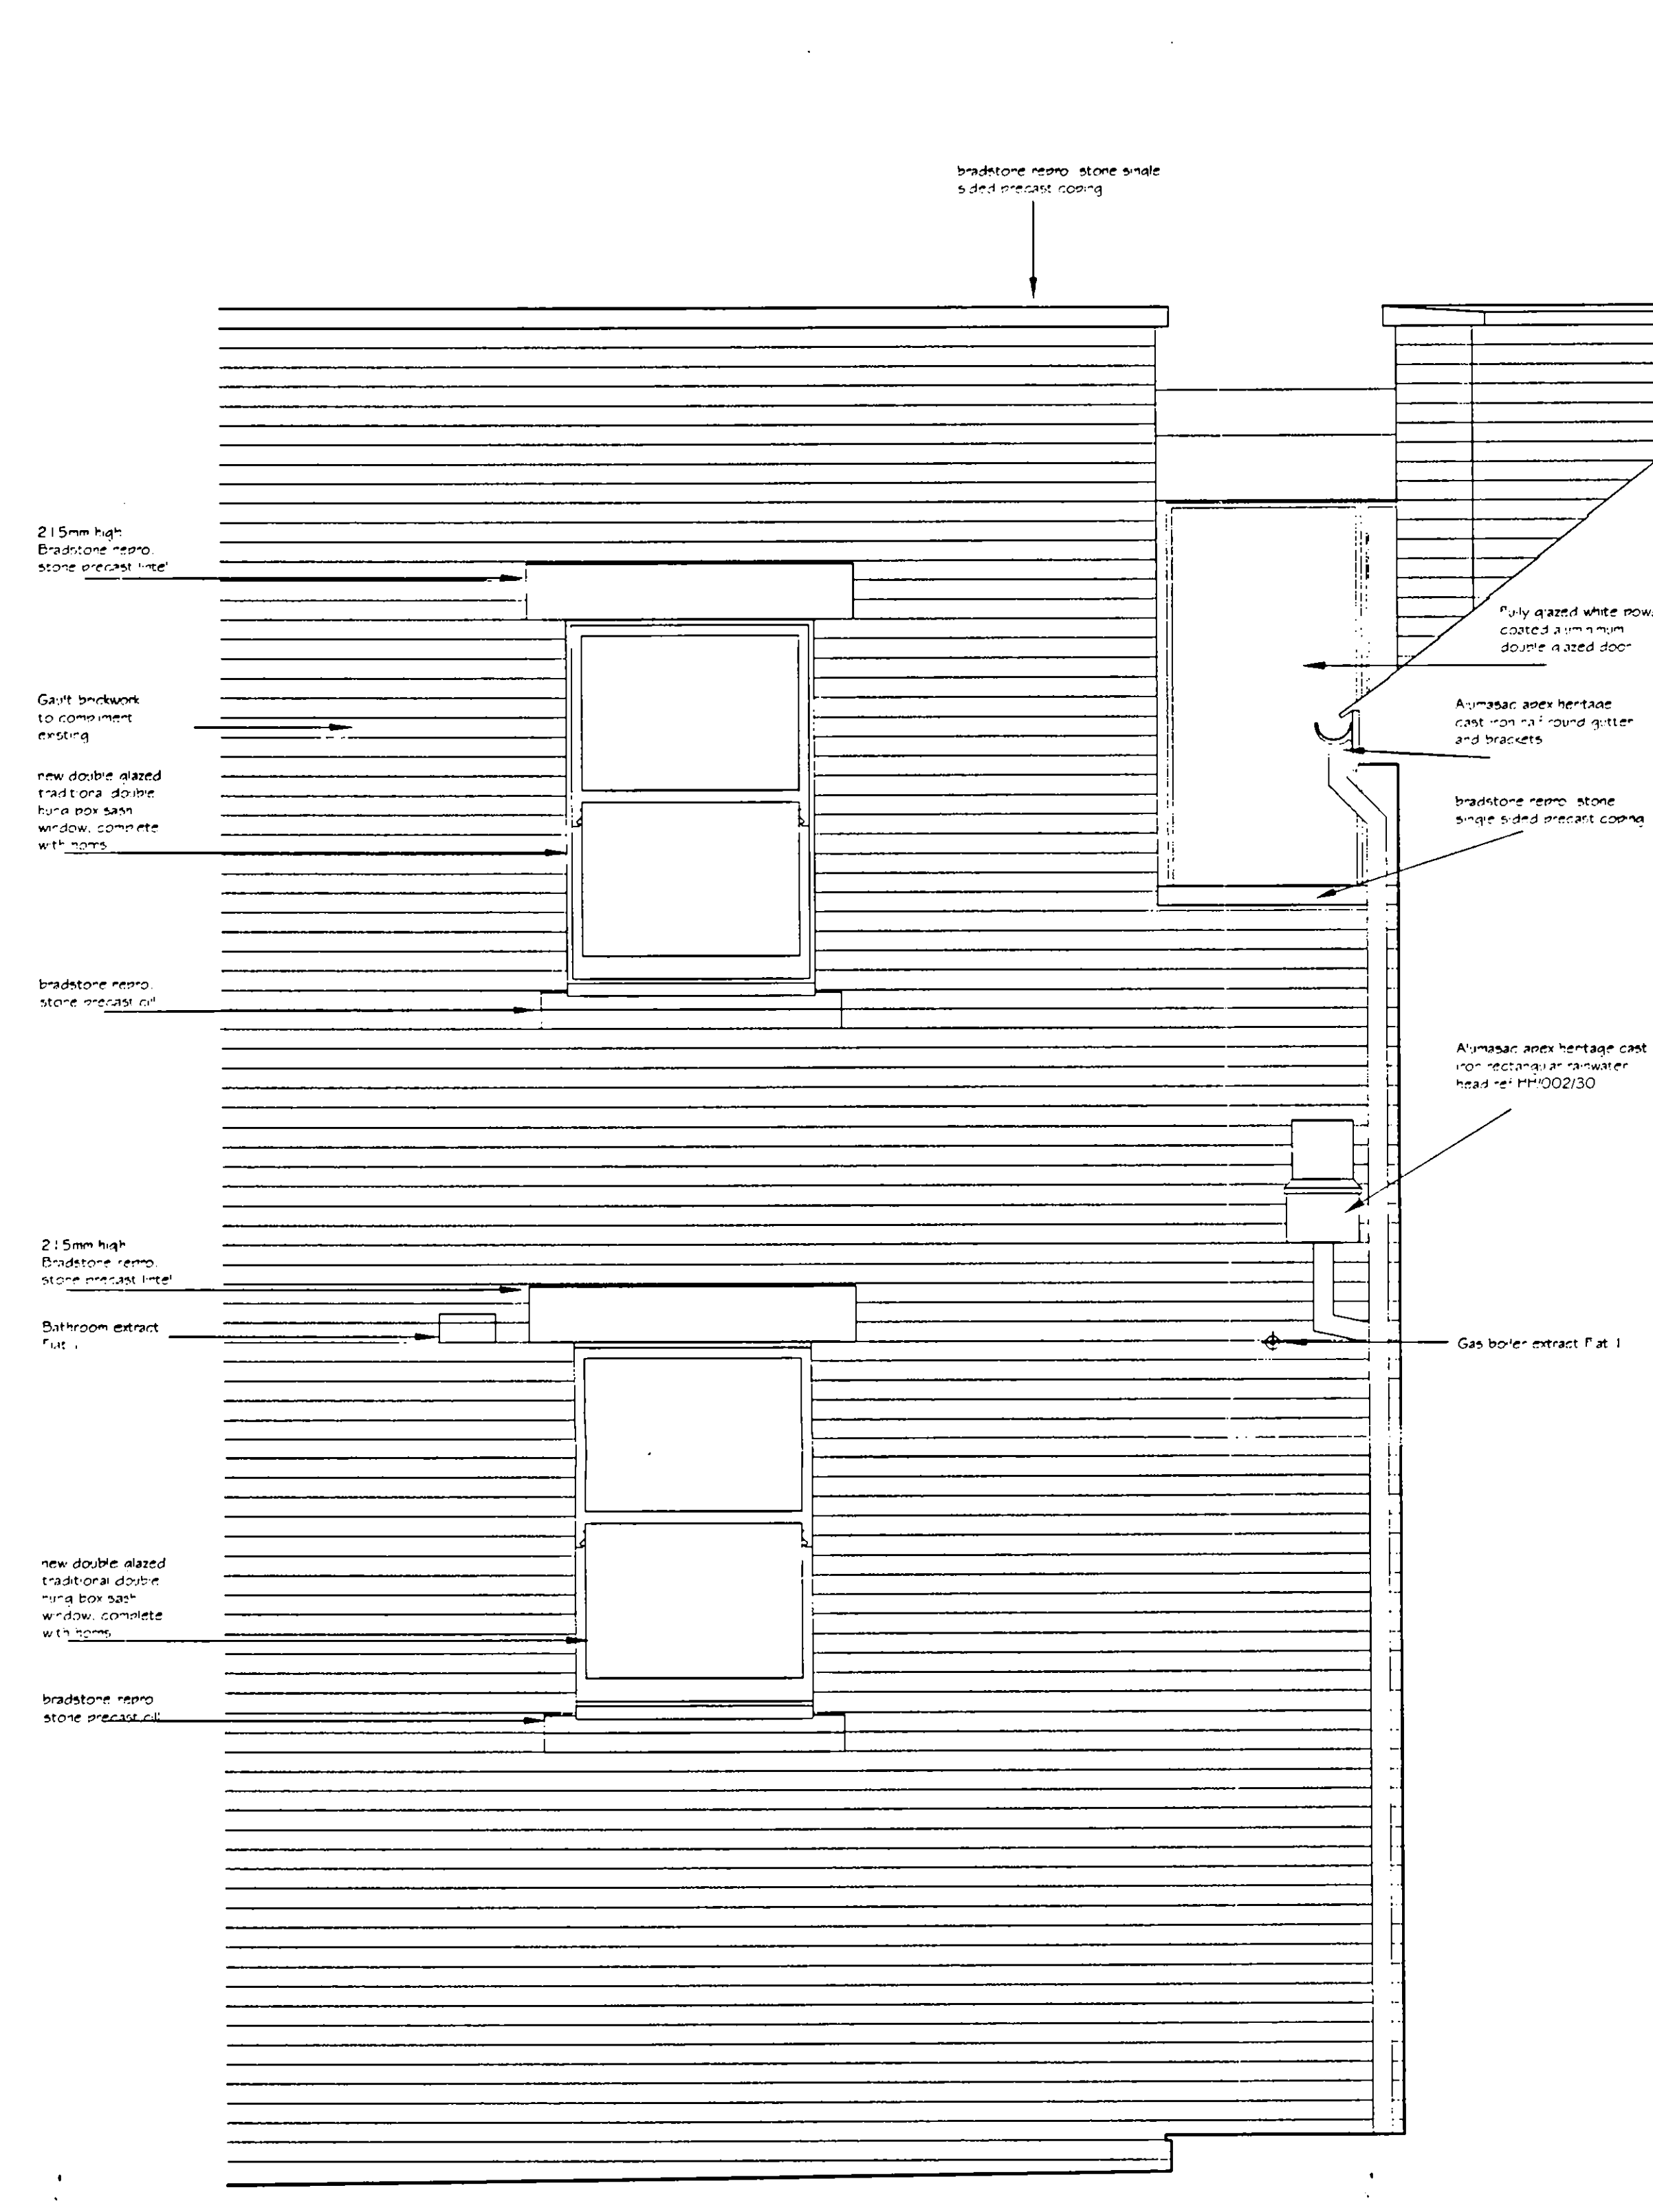 bradstone repro. stone single
sided precast coping
215mm high
Bradstone repro.
stone precast lintel
Gault brickwork
to compliment
existing
new double glazed
traditional double
hung box sash
window, complete
with horns
bradstone repro.
stone precast cill
215mm high
Bradstone repro.
stone precast lintel
Bathroom extract
Flat
new double glazed
traditional double
hung box sash
window, complete
with horns
bradstone repro
stone precast cill
Fully glazed white
coated aluminimum
double glazed door
Alumasac apex heritage
cast iron half round gutter
and brackets
bradstone repro. stone
single sided precast coping
Alumasac apex heritage cast
iron rectangular rainwater
head ref HH/002/30
Gas boiler extract Flat 1